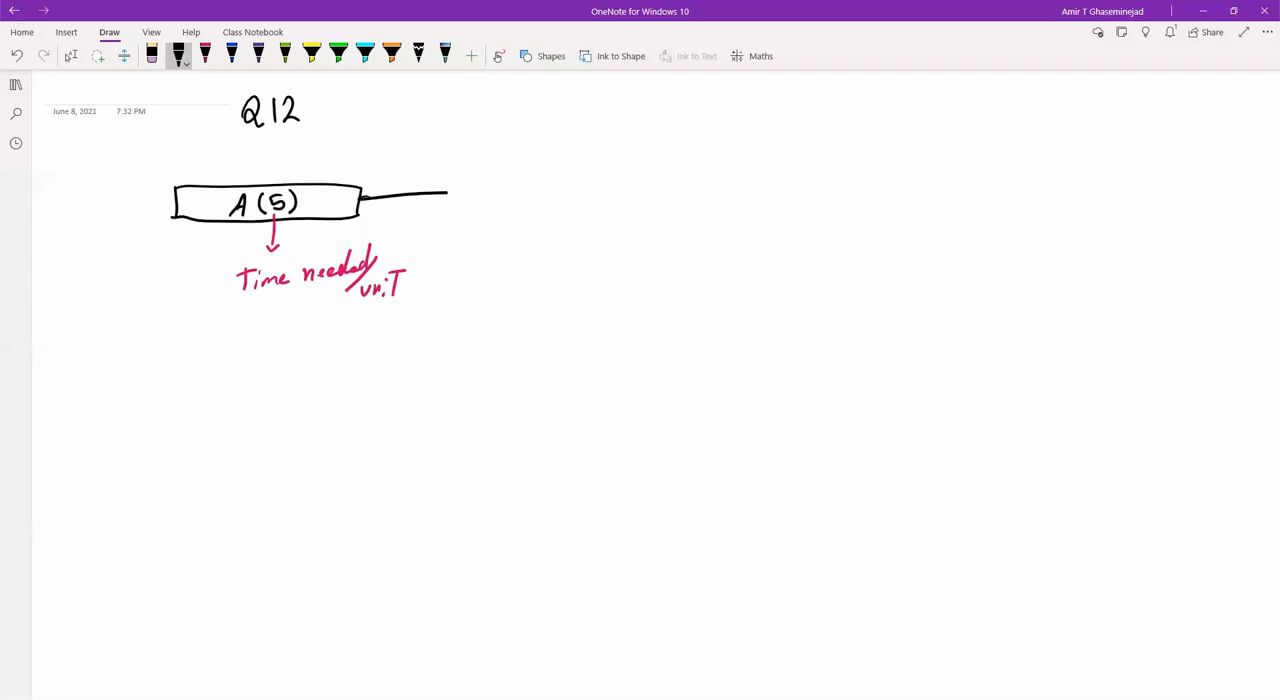 OneNote for Windows 10
Amir T Ghaseminejad
Home Insert Draw View Help Class Notebook
Share
Shapes Ink to Shape Ink to Text Maths
June 8, 2021 7:32 PM
Q12
A (5)
Time needed/
uniT